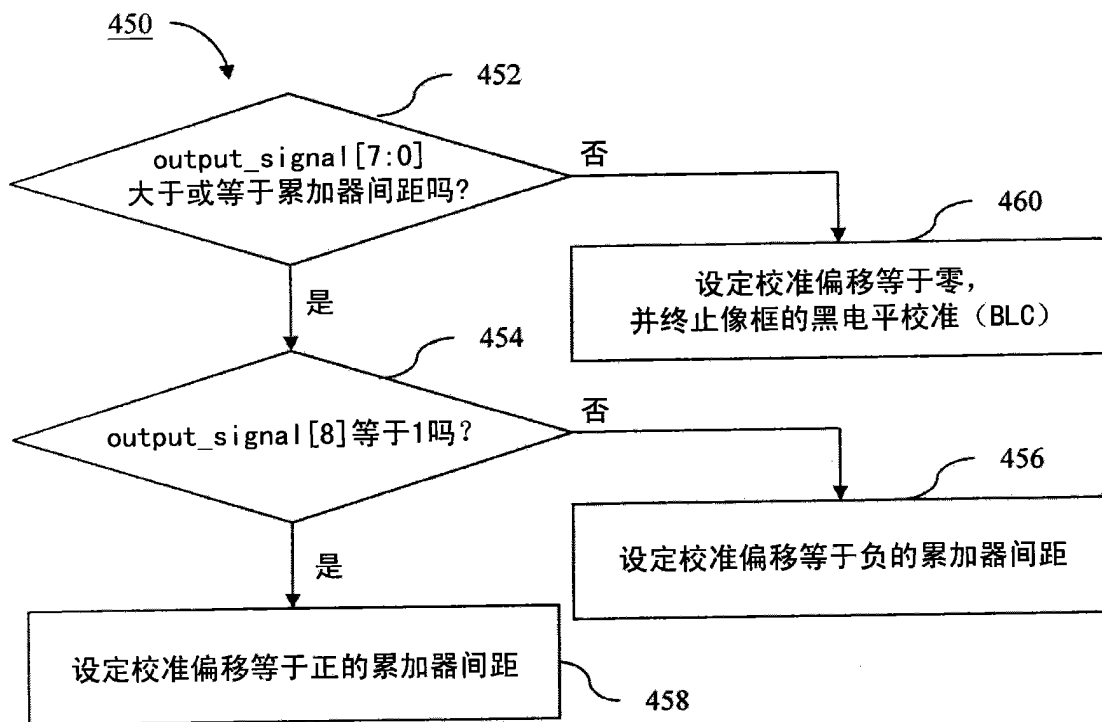 450
452
output_signal[7:0]
大于或等于累加器间距吗?
否
460
设定校准偏移等于零，
并终止像框的黑电平校准（BLC）
是
454
output_signal[8]等于1吗?
否
456
设定校准偏移等于负的累加器间距
是
设定校准偏移等于正的累加器间距
458